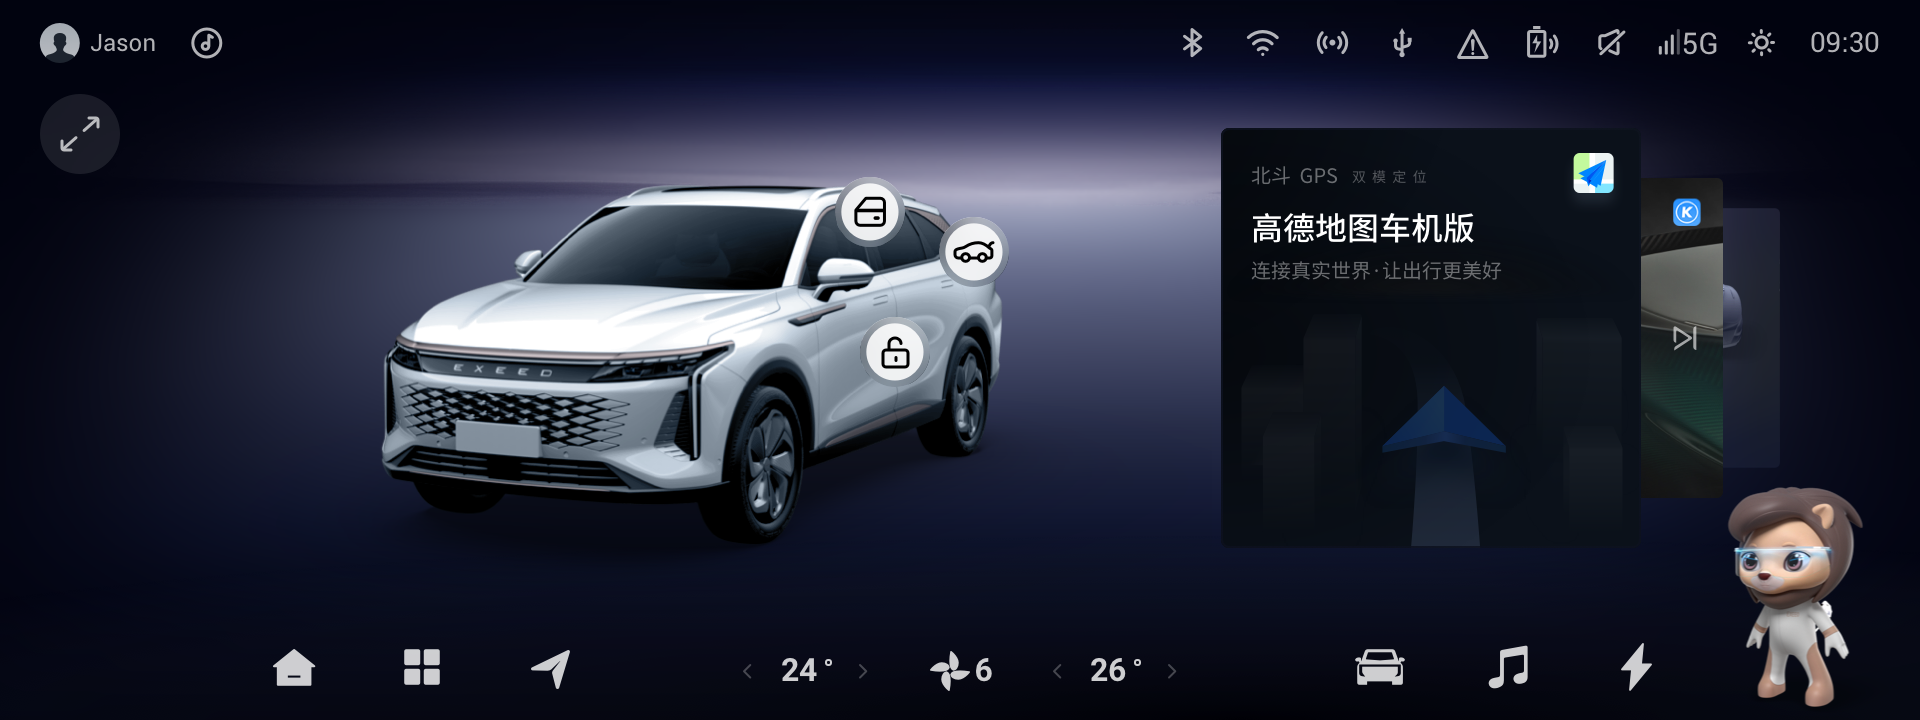 Jason
5G
09:30
北斗 GPS 双模定位
高德地图车机版
连接真实世界·让出行更美好
K
EXEED
24°
6
26°